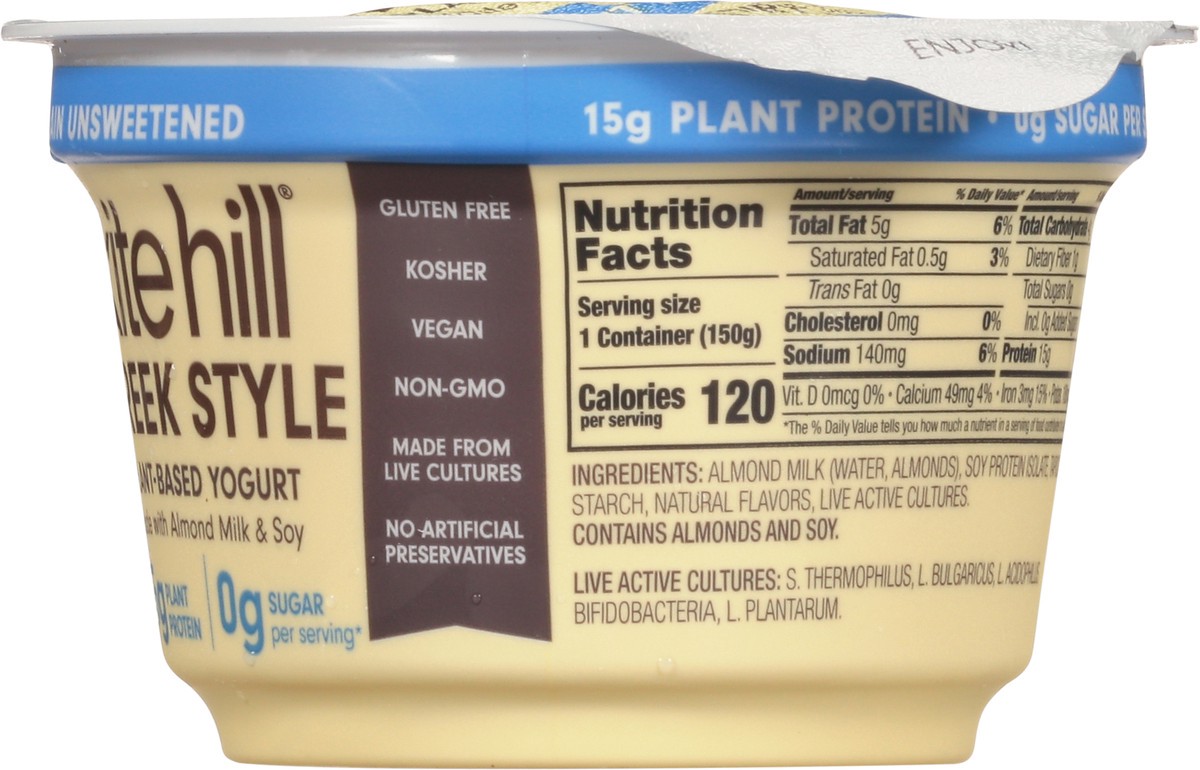 ENJOY!
UNSWEETENED
15g PLANT PROTEIN • 0g SUGAR PER
hill®
STYLE
GLUTEN FREE
KOSHER
VEGAN
NON-GMO
MADE FROM
LIVE CULTURES
NO ARTIFICIAL
PRESERVATIVES
YOGURT
with Almond Milk & Soy
PLANT
PROTEIN
0g SUGAR
per serving*
Nutrition
Facts
Serving size
1 Container (150g)
Calories 120
per serving
Amount/serving % Daily Value* Amount/serving
Total Fat 5g 6% Total Carbohydrate
Saturated Fat 0.5g 3% Dietary Fiber 1g
Trans Fat 0g Total Sugars 0g
Cholesterol 0mg 0% Incl. 0g Added
Sodium 140mg 6% Protein 15g
Vit. D 0mcg 0% • Calcium 49mg 4% • Iron 3mg 15% •
*The % Daily Value tells you how much a nutrient in a serving of food
INGREDIENTS: ALMOND MILK (WATER, ALMONDS), SOY PROTEIN ISOLATE,
STARCH, NATURAL FLAVORS, LIVE ACTIVE CULTURES.
CONTAINS ALMONDS AND SOY.
LIVE ACTIVE CULTURES: S. THERMOPHILUS, L. BULGARICUS, L. ACIDOPHILUS,
BIFIDOBACTERIA, L. PLANTARUM.